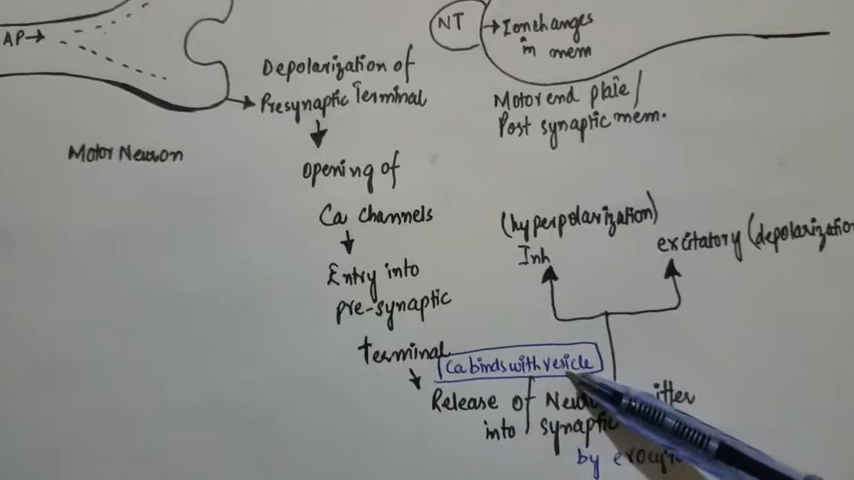 AP→
NT
→Ion changes
in mem
Depolarization of
Presynaptic Terminal
Motor end plate/
Post synaptic mem.
Motor Neuron
opening of
Ca channels
(hyperpolarization)
Inh
excitatory (depolarization
Entry into
pre-synaptic
terminal
Ca binds with vesicle
Release of
into synaptic
by